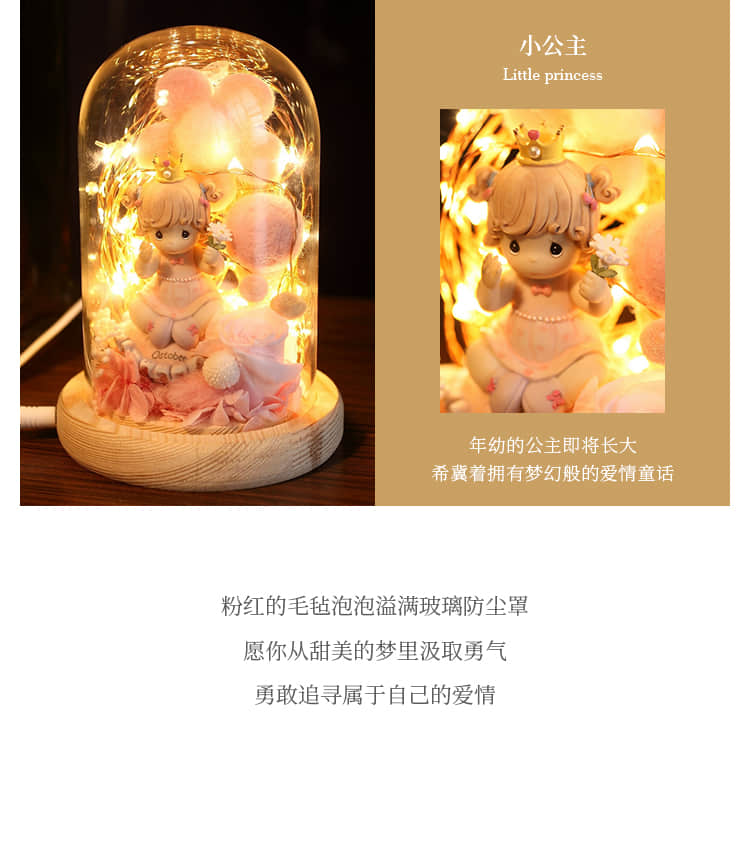 小公主
Little princess
October
年幼的公主即将长大
希冀着拥有梦幻般的爱情童话
粉红的毛毡泡泡溢满玻璃防尘罩
愿你从甜美的梦里汲取勇气
勇敢追寻属于自己的爱情